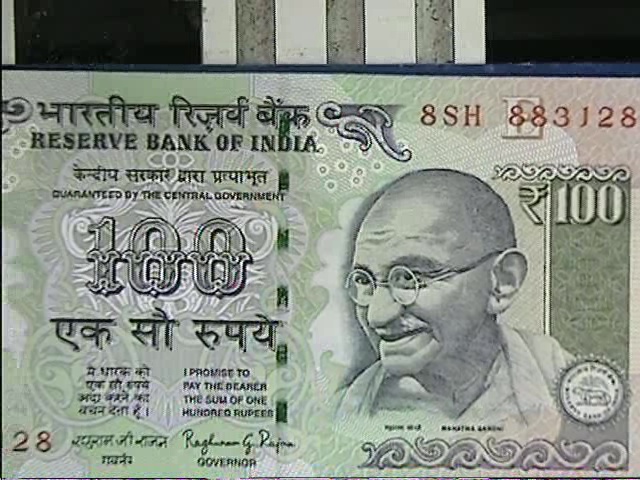 भारतीय रिज़र्व बैंक
RESERVE BANK OF INDIA
8SH 883128
केन्द्रीय सरकार द्वारा प्रत्याभूत
GUARANTEED BY THE CENTRAL GOVERNMENT
₹100
100
एक सौ रुपये
मैं धारक को
एक सौ रुपये
अदा करने का
वचन देता हूँ।
I PROMISE TO
PAY THE BEARER
THE SUM OF ONE
HUNDRED RUPEES
महात्मा गांधी
MAHATMA GANDHI
28
रघुराम जी राजन
गवर्नर
Raghuram G. Rajan
GOVERNOR